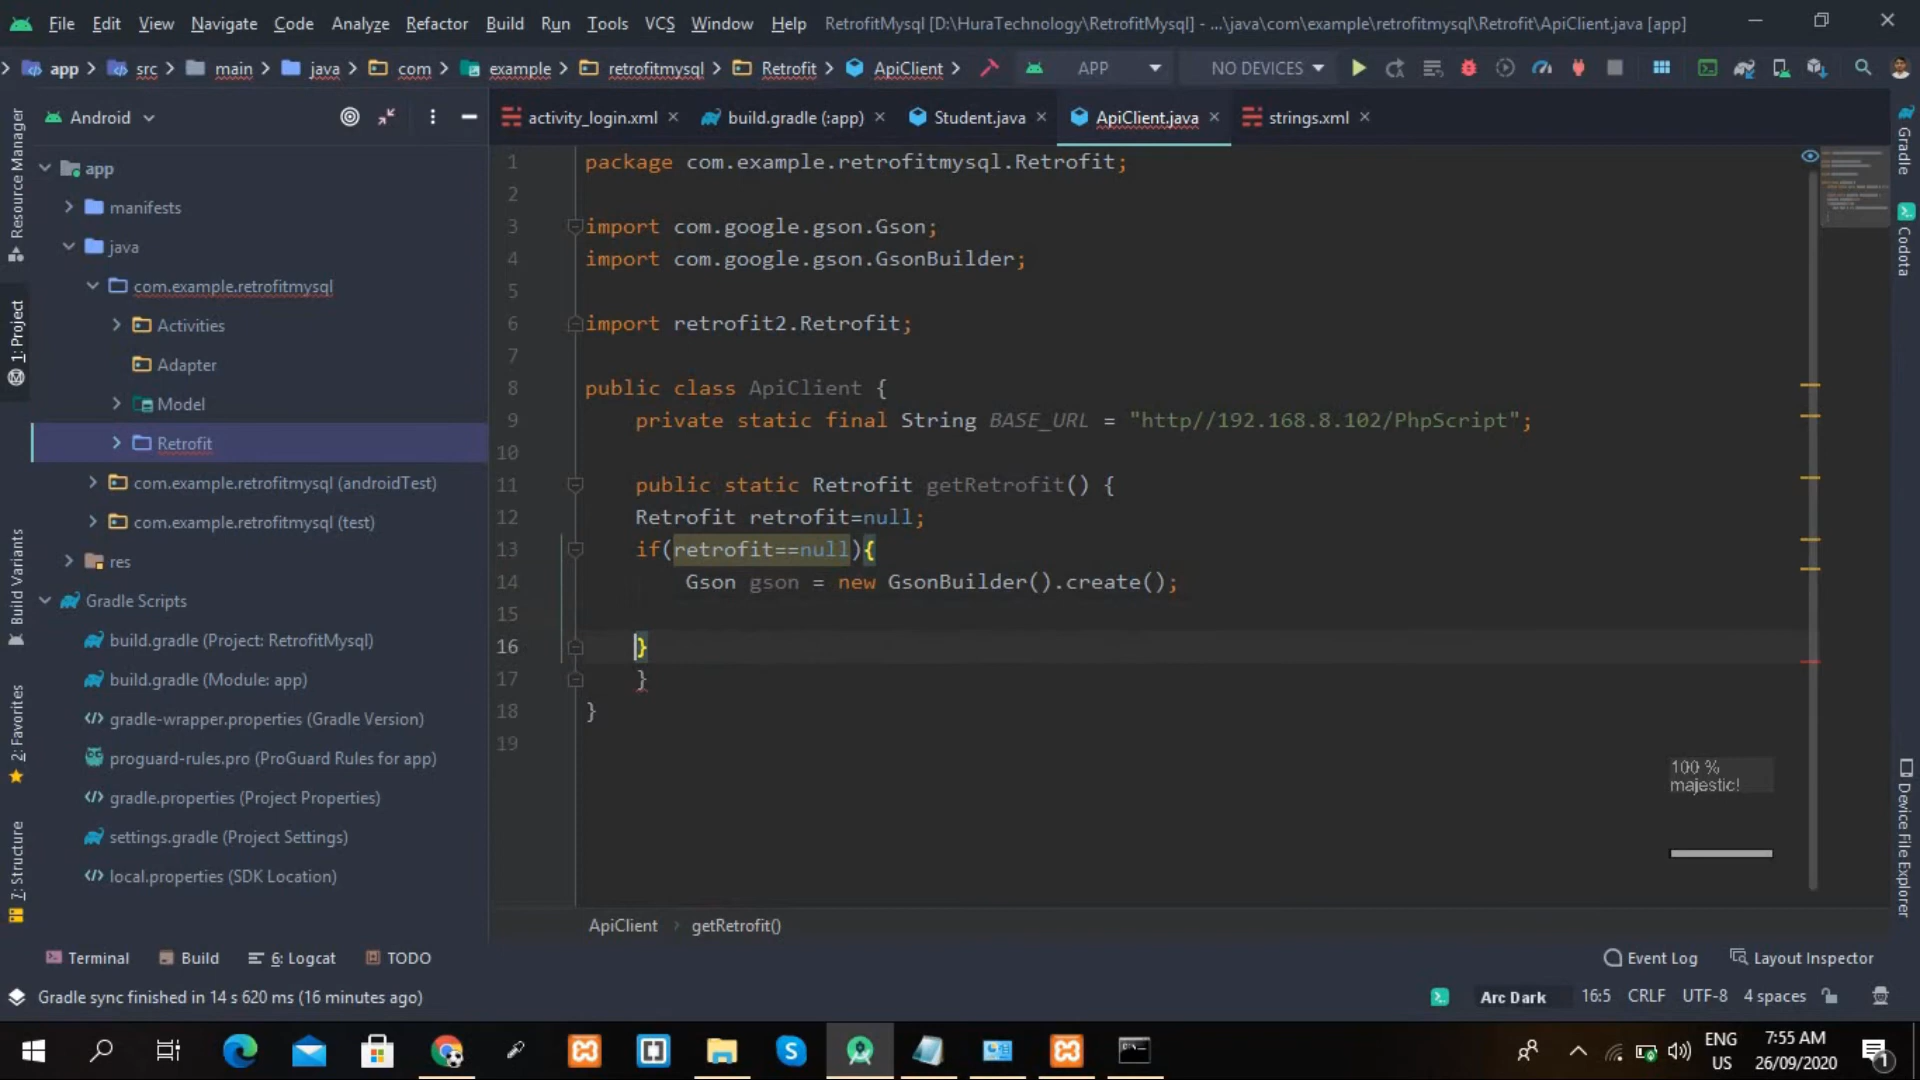 File Edit View Navigate Code Analyze Refactor Build Run Tools VCS Window Help RetrofitMysql [D:\HuraTechnology\RetrofitMysql] - ...\java\com\example\retrofitmysql\Retrofit\ApiClient.java [app]
app src main java com example retrofitmysql Retrofit ApiClient APP NO DEVICES
Android
activity_login.xml build.gradle (:app) Student.java ApiClient.java strings.xml
Resource Manager
1: Project
Build Variants
2: Favorites
7: Structure
app
manifests
java
com.example.retrofitmysql
Activities
Adapter
Model
Retrofit
com.example.retrofitmysql (androidTest)
com.example.retrofitmysql (test)
res
Gradle Scripts
build.gradle (Project: RetrofitMysql)
build.gradle (Module: app)
gradle-wrapper.properties (Gradle Version)
proguard-rules.pro (ProGuard Rules for app)
gradle.properties (Project Properties)
settings.gradle (Project Settings)
local.properties (SDK Location)
1 package com.example.retrofitmysql.Retrofit;
2
3 import com.google.gson.Gson;
4 import com.google.gson.GsonBuilder;
5
6 import retrofit2.Retrofit;
7
8 public class ApiClient {
9 private static final String BASE_URL = "http//192.168.8.102/PhpScript";
10
11 public static Retrofit getRetrofit() {
12 Retrofit retrofit=null;
13 if(retrofit==null){
14 Gson gson = new GsonBuilder().create();
15
16 }
17 }
18 }
19
100 %
majestic!
Gradle
Codota
Device File Explorer
ApiClient getRetrofit()
Terminal Build 6: Logcat TODO Event Log Layout Inspector
Gradle sync finished in 14 s 620 ms (16 minutes ago) Arc Dark 16:5 CRLF UTF-8 4 spaces
ENG
US
7:55 AM
26/09/2020
1